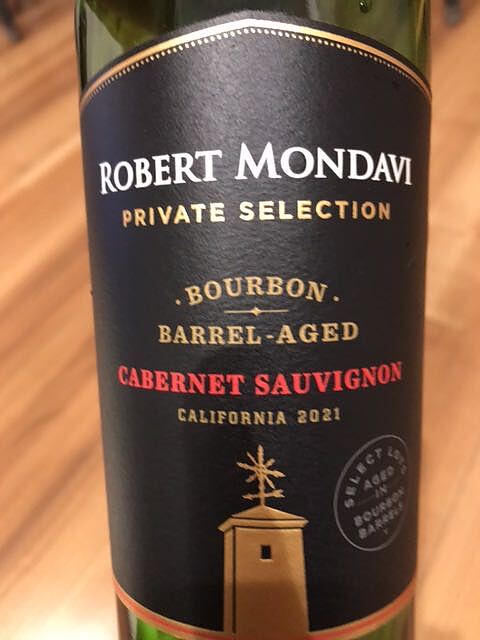 ROBERT MONDAVI
PRIVATE SELECTION
·BOURBON·
BARREL-AGED
CABERNET SAUVIGNON
CALIFORNIA 2021
SELECT LOTS
AGED
IN
BOURBON
BARRELS